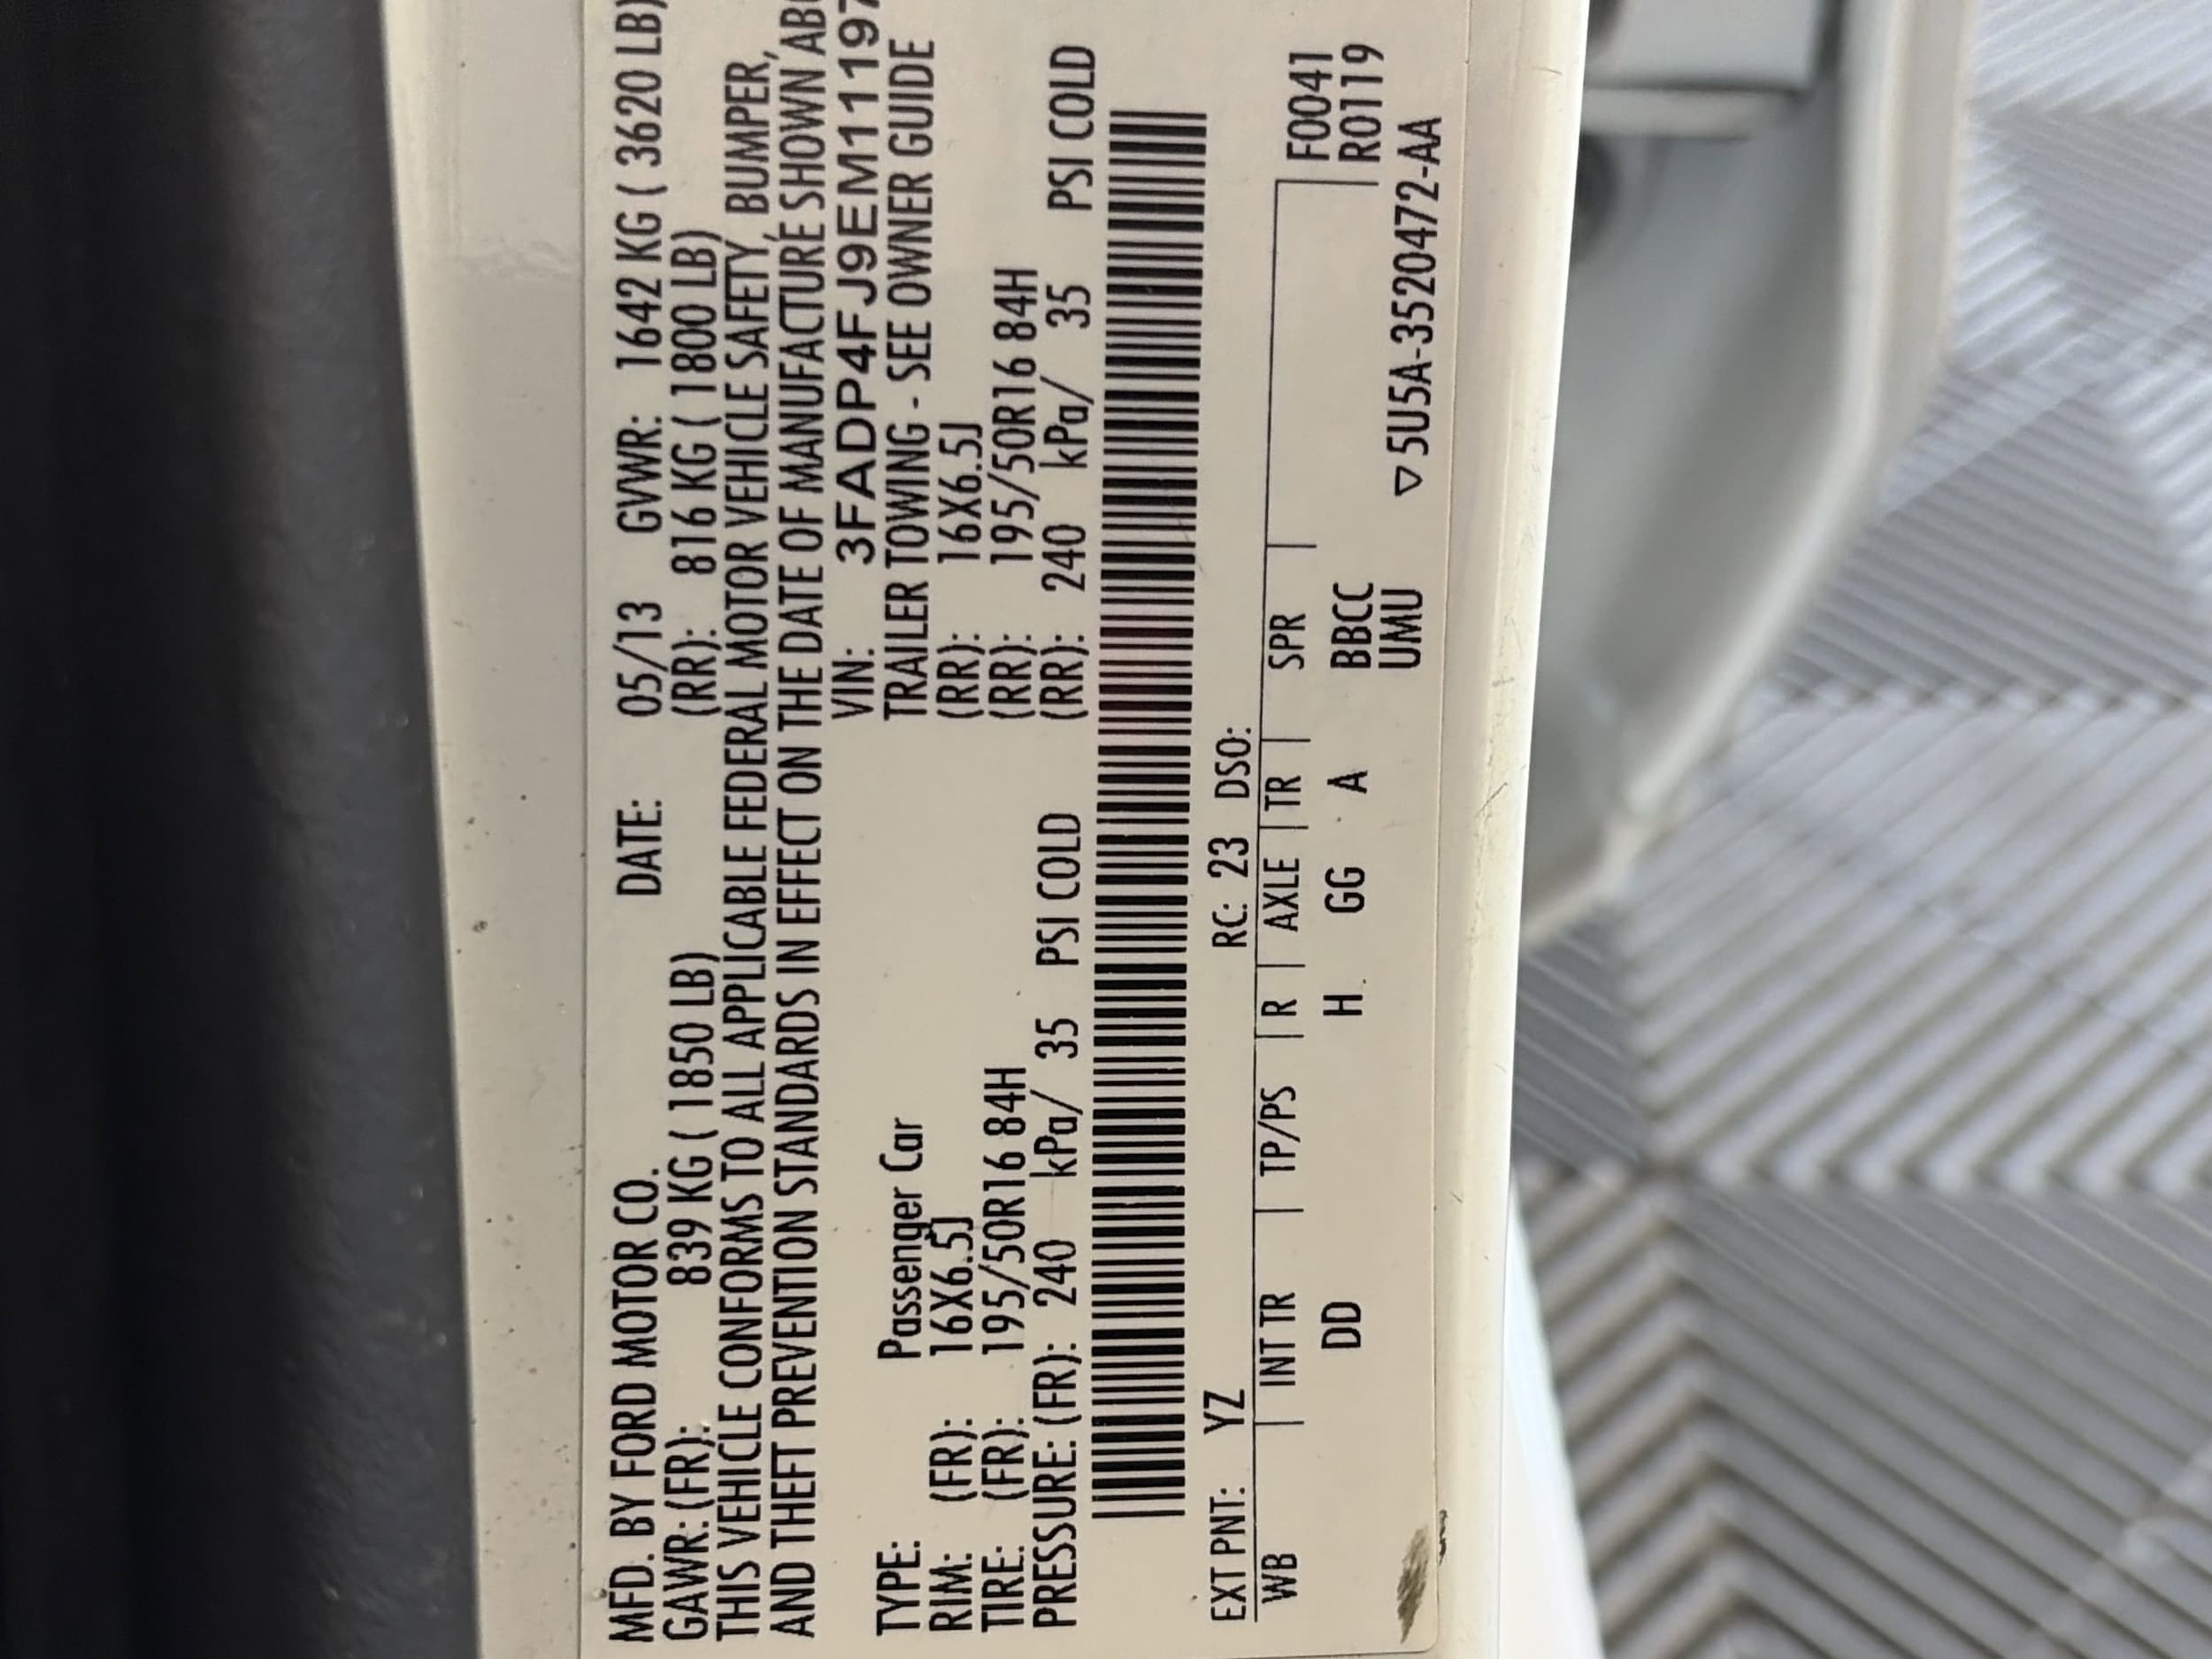 MFD. BY FORD MOTOR CO. DATE: 05/13 GVWR: 1642 KG ( 3620 LB)
GAWR: (FR): 839 KG ( 1850 LB) (RR): 816 KG ( 1800 LB)
THIS VEHICLE CONFORMS TO ALL APPLICABLE FEDERAL MOTOR VEHICLE SAFETY, BUMPER,
AND THEFT PREVENTION STANDARDS IN EFFECT ON THE DATE OF MANUFACTURE SHOWN
VIN: 3FADP4FJ9EM11197
TYPE: Passenger Car TRAILER TOWING - SEE OWNER GUIDE
RIM: (FR): 16X6.5J (RR): 16X6.5J
TIRE: (FR): 195/50R16 84H (RR): 195/50R16 84H
PRESSURE: (FR): 240 kPa/ 35 PSI COLD (RR): 240 kPa/ 35 PSI COLD
EXT PNT: YZ RC: 23 DSO:
WB | INT TR | TP/PS | R | AXLE | TR | SPR F0041
DD H GG A BBCC R0119
UMU ▽5U5A-3520472-AA